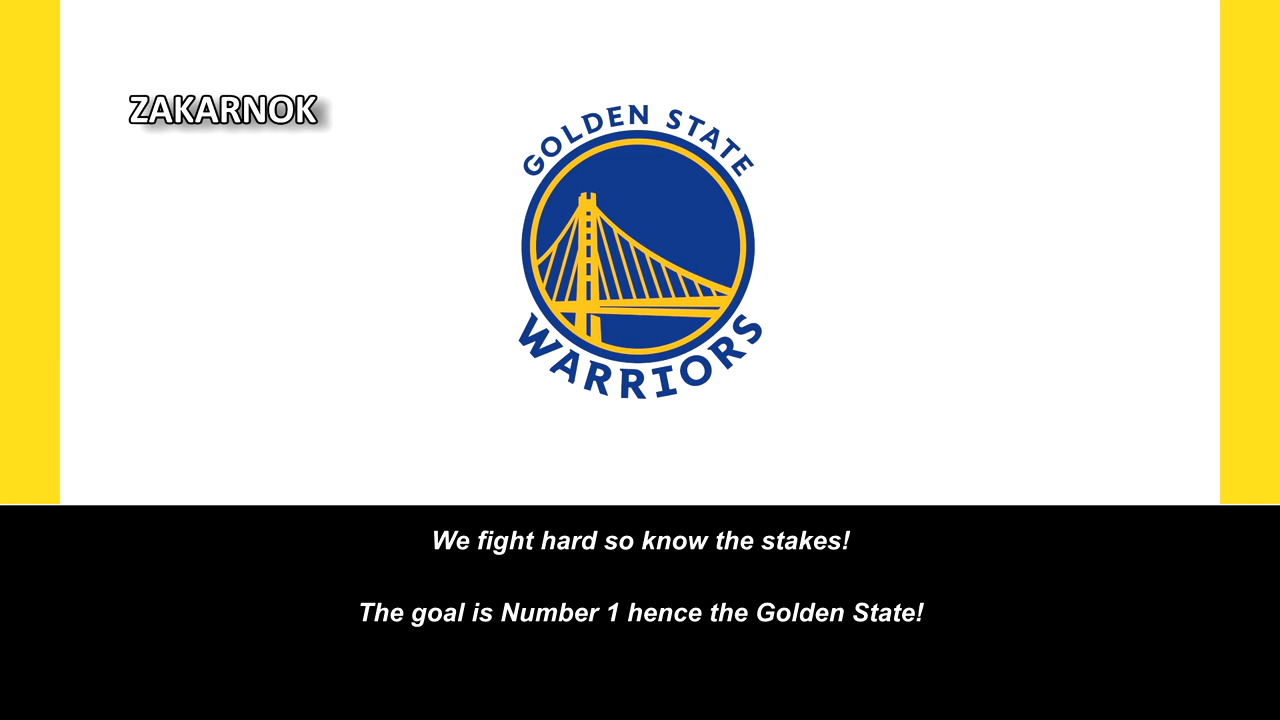 ZAKARNOK
GOLDEN STATE
WARRIORS
We fight hard so know the stakes!
The goal is Number 1 hence the Golden State!